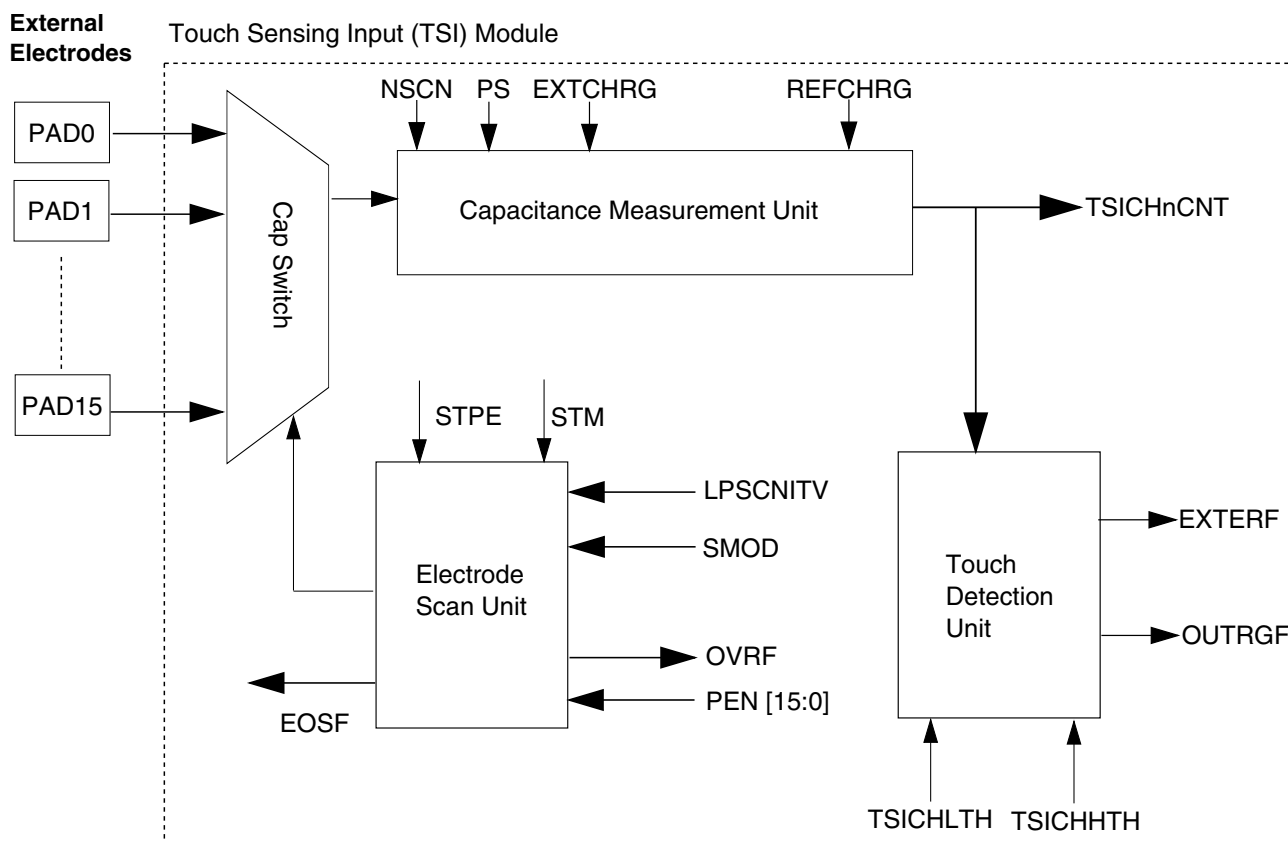 External
Electrodes
Touch Sensing Input (TSI) Module
NSCN PS EXTCHRG REFCHRG
PAD0
PAD1
PAD15
Cap Switch
Capacitance Measurement Unit
TSICHnCNT
STPE STM
Electrode
Scan Unit
LPSCNITV
SMOD
OVRF
PEN [15:0]
EOSF
Touch
Detection
Unit
EXTERF
OUTRGF
TSICHLTH TSICHHTH